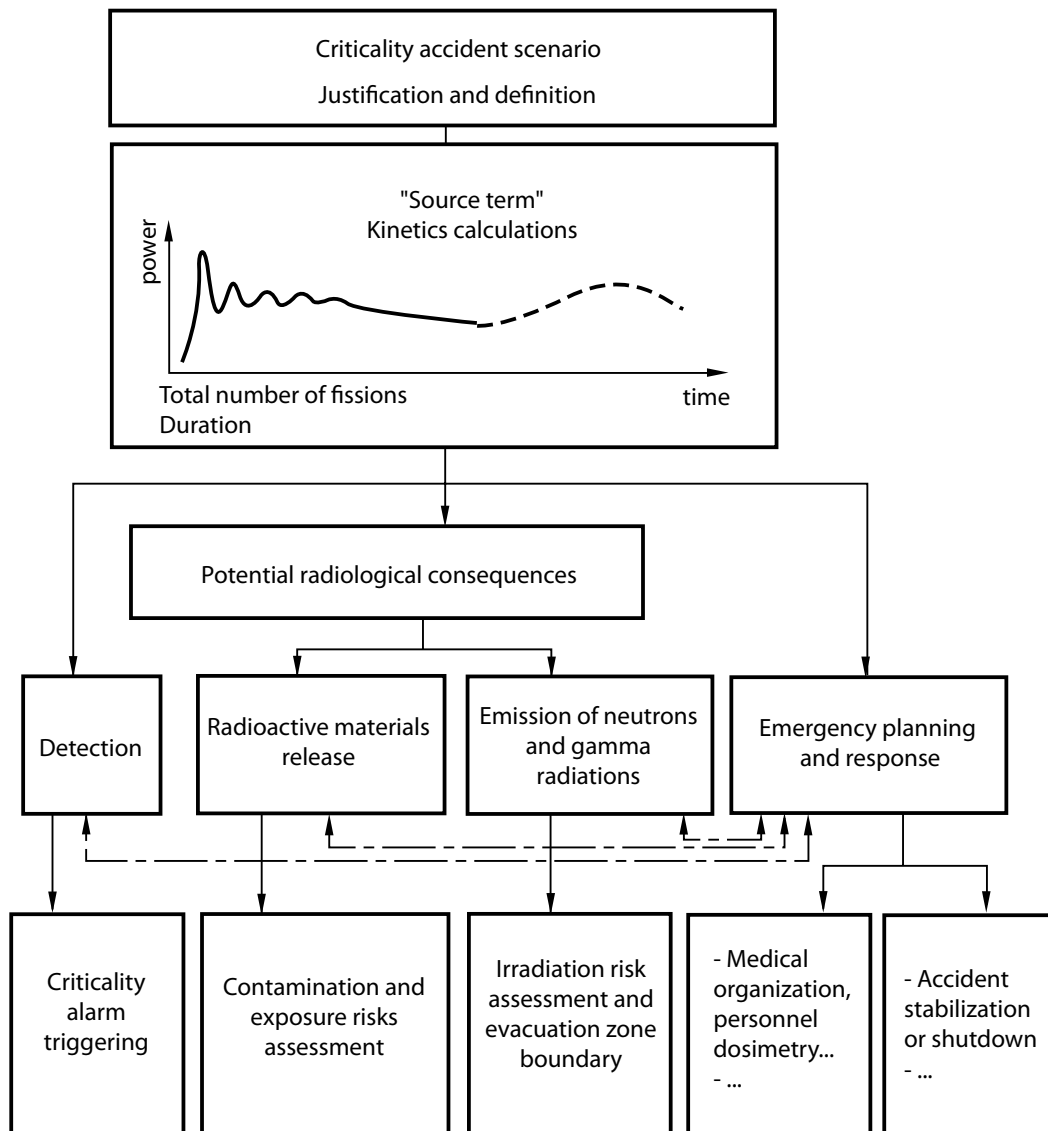 Criticality accident scenario
Justification and definition
"Source term"
Kinetics calculations
power
time
Total number of fissions
Duration
Potential radiological consequences
Detection
Radioactive materials
release
Emission of neutrons
and gamma
radiations
Emergency planning
and response
Criticality
alarm
triggering
Contamination and
exposure risks
assessment
Irradiation risk
assessment and
evacuation zone
boundary
- Medical
organization,
personnel
dosimetry...
- ...
- Accident
stabilization
or shutdown
- ...